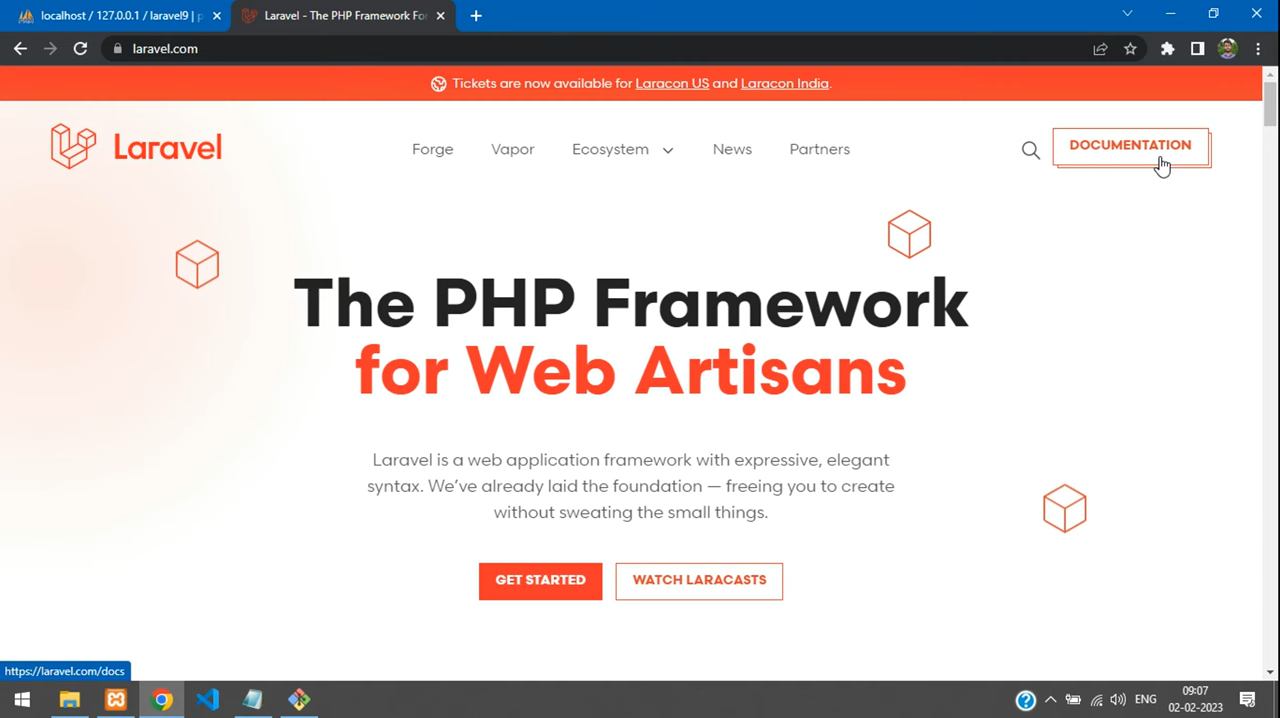 localhost / 127.0.0.1 / laravel9 | p
Laravel - The PHP Framework For
laravel.com
Tickets are now available for Laracon US and Laracon India.
Laravel
Forge
Vapor
Ecosystem
News
Partners
DOCUMENTATION
The PHP Framework
for Web Artisans
Laravel is a web application framework with expressive, elegant
syntax. We’ve already laid the foundation — freeing you to create
without sweating the small things.
GET STARTED
WATCH LARACASTS
https://laravel.com/docs
ENG
09:07
02-02-2023